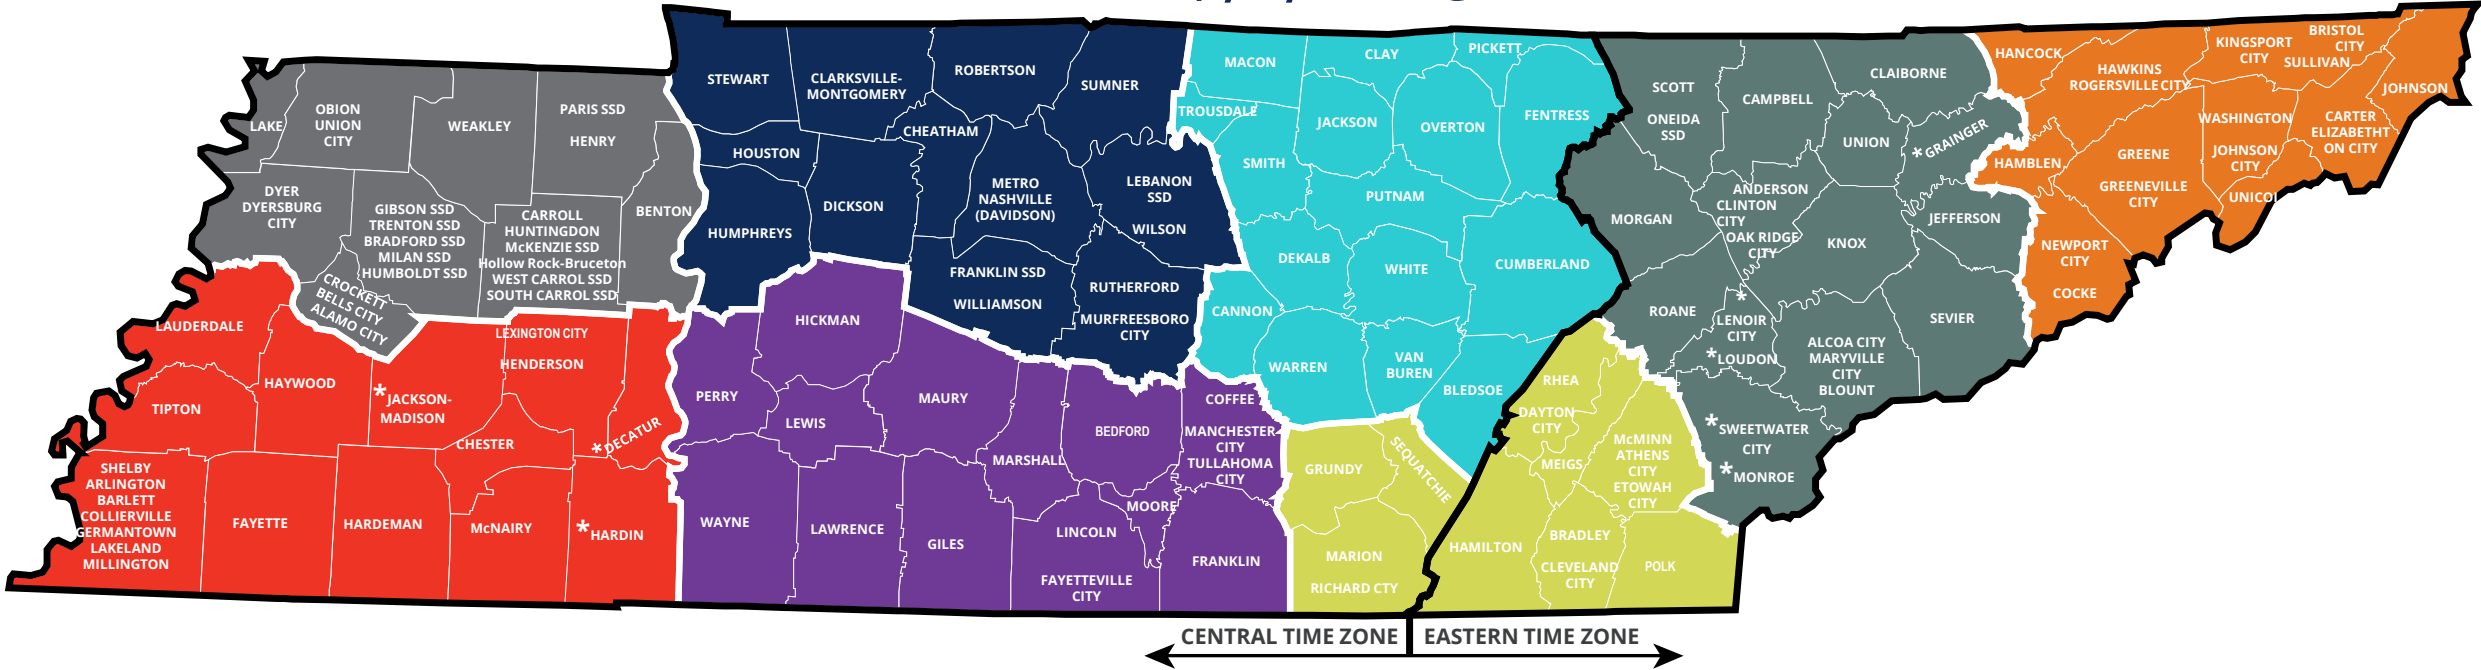 LAKE
OBION
UNION
CITY
WEAKLEY
PARIS SSD
HENRY
DYER
DYERSBURG
CITY
GIBSON SSD
TRENTON SSD
BRADFORD SSD
MILAN SSD
HUMBOLDT SSD
CARROLL
HUNTINGDON
McKENZIE SSD
Hollow Rock-Bruceton
WEST CARROL SSD
SOUTH CARROL SSD
BENTON
CROCKETT
BELLS CITY
ALAMO CITY
LAUDERDALE
HAYWOOD
TIPTON
*JACKSON-
MADISON
LEXINGTON CITY
HENDERSON
CHESTER
*DECATUR
SHELBY
ARLINGTON
BARLETT
COLLIERVILLE
GERMANTOWN
LAKELAND
MILLINGTON
FAYETTE
HARDEMAN
McNAIRY
*HARDIN
STEWART
CLARKSVILLE-
MONTGOMERY
ROBERTSON
SUMNER
HOUSTON
CHEATHAM
HUMPHREYS
DICKSON
METRO
NASHVILLE
(DAVIDSON)
LEBANON
SSD
WILSON
FRANKLIN SSD
WILLIAMSON
RUTHERFORD
MURFREESBORO
CITY
HICKMAN
PERRY
LEWIS
MAURY
BEDFORD
MARSHALL
COFFEE
MANCHESTER
CITY
TULLAHOMA
CITY
MOORE
WAYNE
LAWRENCE
GILES
LINCOLN
FAYETTEVILLE
CITY
FRANKLIN
MACON
CLAY
PICKETT
TROUSDALE
JACKSON
OVERTON
FENTRESS
SMITH
PUTNAM
DEKALB
WHITE
CUMBERLAND
CANNON
WARREN
VAN
BUREN
BLEDSOE
GRUNDY
SEQUATCHIE
MARION
RICHARD CTY
RHEA
DAYTON
CITY
MEIGS
McMINN
ATHENS
CITY
ETOWAH
CITY
HAMILTON
BRADLEY
CLEVELAND
CITY
POLK
SCOTT
ONEIDA
SSD
CAMPBELL
CLAIBORNE
UNION
*GRAINGER
MORGAN
ANDERSON
CLINTON
CITY
OAK RIDGE
CITY
KNOX
JEFFERSON
ROANE
*
LENOIR
CITY
*LOUDON
ALCOA CITY
MARYVILLE
CITY
BLOUNT
SEVIER
*SWEETWATER
CITY
*MONROE
HANCOCK
HAWKINS
ROGERSVILLE CITY
KINGSPORT
CITY
BRISTOL
CITY
SULLIVAN
JOHNSON
WASHINGTON
CARTER
ELIZABETHT
ON CITY
HAMBLEN
GREENE
GREENEVILLE
CITY
JOHNSON
CITY
UNICOI
NEWPORT
CITY
COCKE
CENTRAL TIME ZONE
EASTERN TIME ZONE